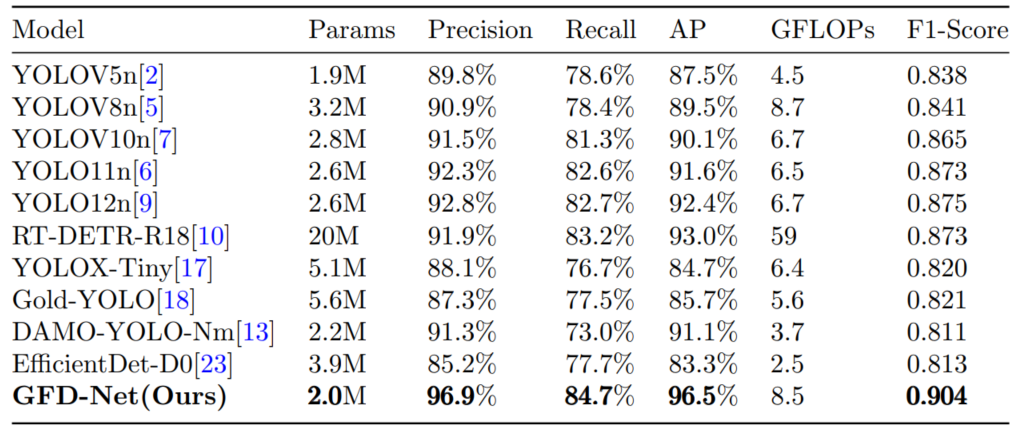 Model Params Precision Recall AP GFLOPs F1-Score
YOLOV5n[2] 1.9M 89.8% 78.6% 87.5% 4.5 0.838
YOLOV8n[5] 3.2M 90.9% 78.4% 89.5% 8.7 0.841
YOLOV10n[7] 2.8M 91.5% 81.3% 90.1% 6.7 0.865
YOLO11n[6] 2.6M 92.3% 82.6% 91.6% 6.5 0.873
YOLO12n[9] 2.6M 92.8% 82.7% 92.4% 6.7 0.875
RT-DETR-R18[10] 20M 91.9% 83.2% 93.0% 59 0.873
YOLOX-Tiny[17] 5.1M 88.1% 76.7% 84.7% 6.4 0.820
Gold-YOLO[18] 5.6M 87.3% 77.5% 85.7% 5.6 0.821
DAMO-YOLO-Nm[13] 2.2M 91.3% 73.0% 91.1% 3.7 0.811
EfficientDet-D0[23] 3.9M 85.2% 77.7% 83.3% 2.5 0.813
GFD-Net(Ours) 2.0M 96.9% 84.7% 96.5% 8.5 0.904